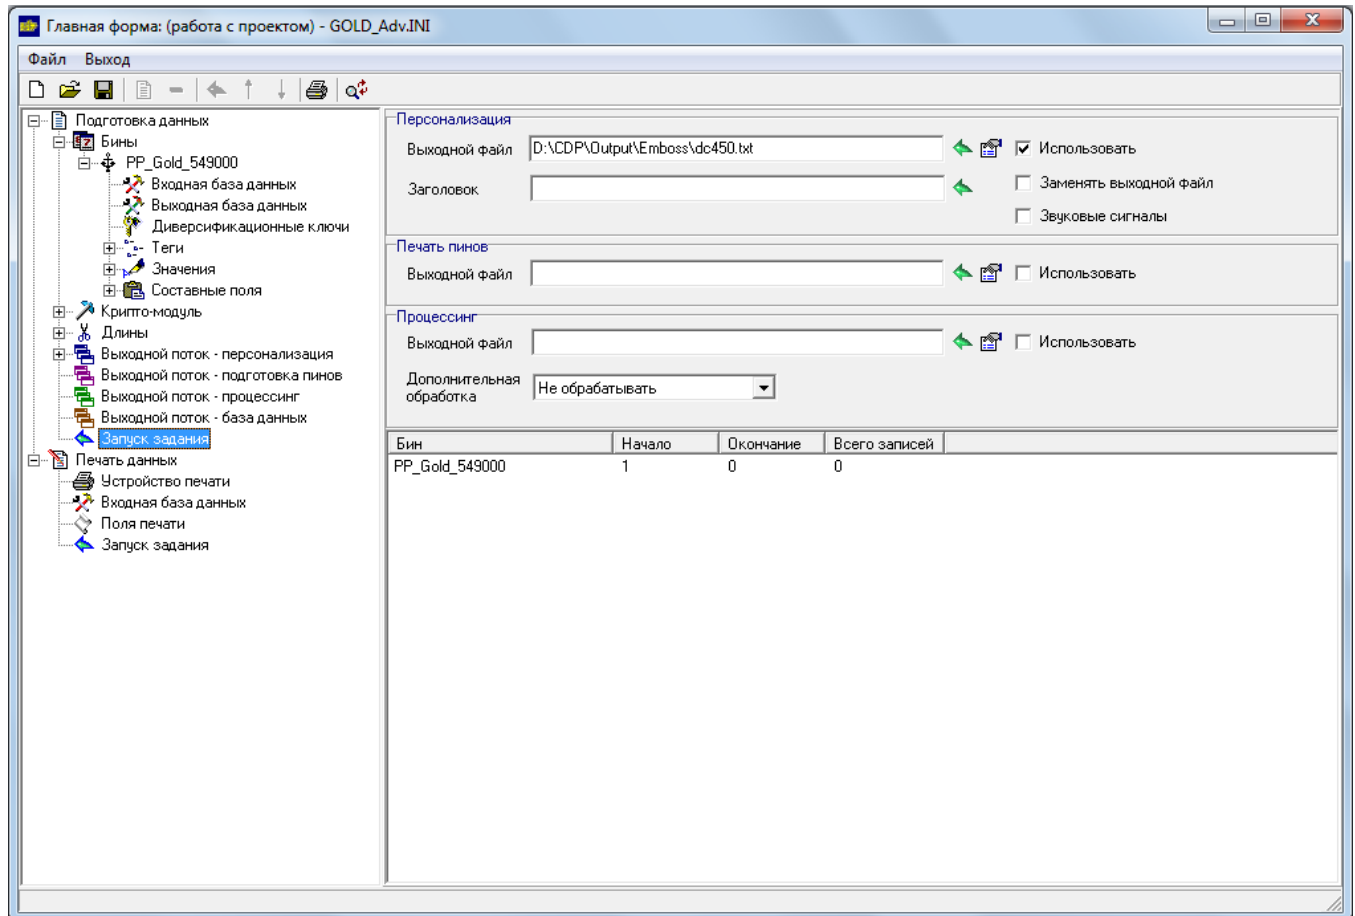 Главная форма: (работа с проектом) - GOLD_Adv.INI
Файл Выход
Подготовка данных
Бины
PP_Gold_549000
Входная база данных
Выходная база данных
Диверсификационные ключи
Теги
Значения
Составные поля
Крипто-модуль
Длины
Выходной поток - персонализация
Выходной поток - подготовка пинов
Выходной поток - процессинг
Выходной поток - база данных
Запуск задания
Печать данных
Устройство печати
Входная база данных
Поля печати
Запуск задания
Персонализация
Выходной файл D:\CDP\Output\Emboss\dc450.txt Использовать
Заголовок Заменять выходной файл
Звуковые сигналы
Печать пинов
Выходной файл Использовать
Процессинг
Выходной файл Использовать
Дополнительная
обработка Не обрабатывать
Бин Начало Окончание Всего записей
PP_Gold_549000 1 0 0